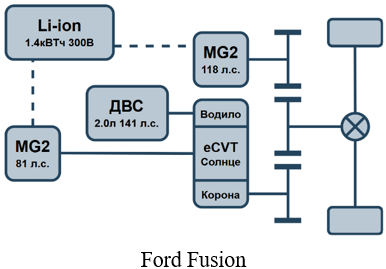 Li-ion
1.4кВТч 300В
MG2
118 л.с.
ДВС
2.0л 141 л.с.
Водило
eCVT
Солнце
MG2
81 л.с.
Корона
Ford Fusion